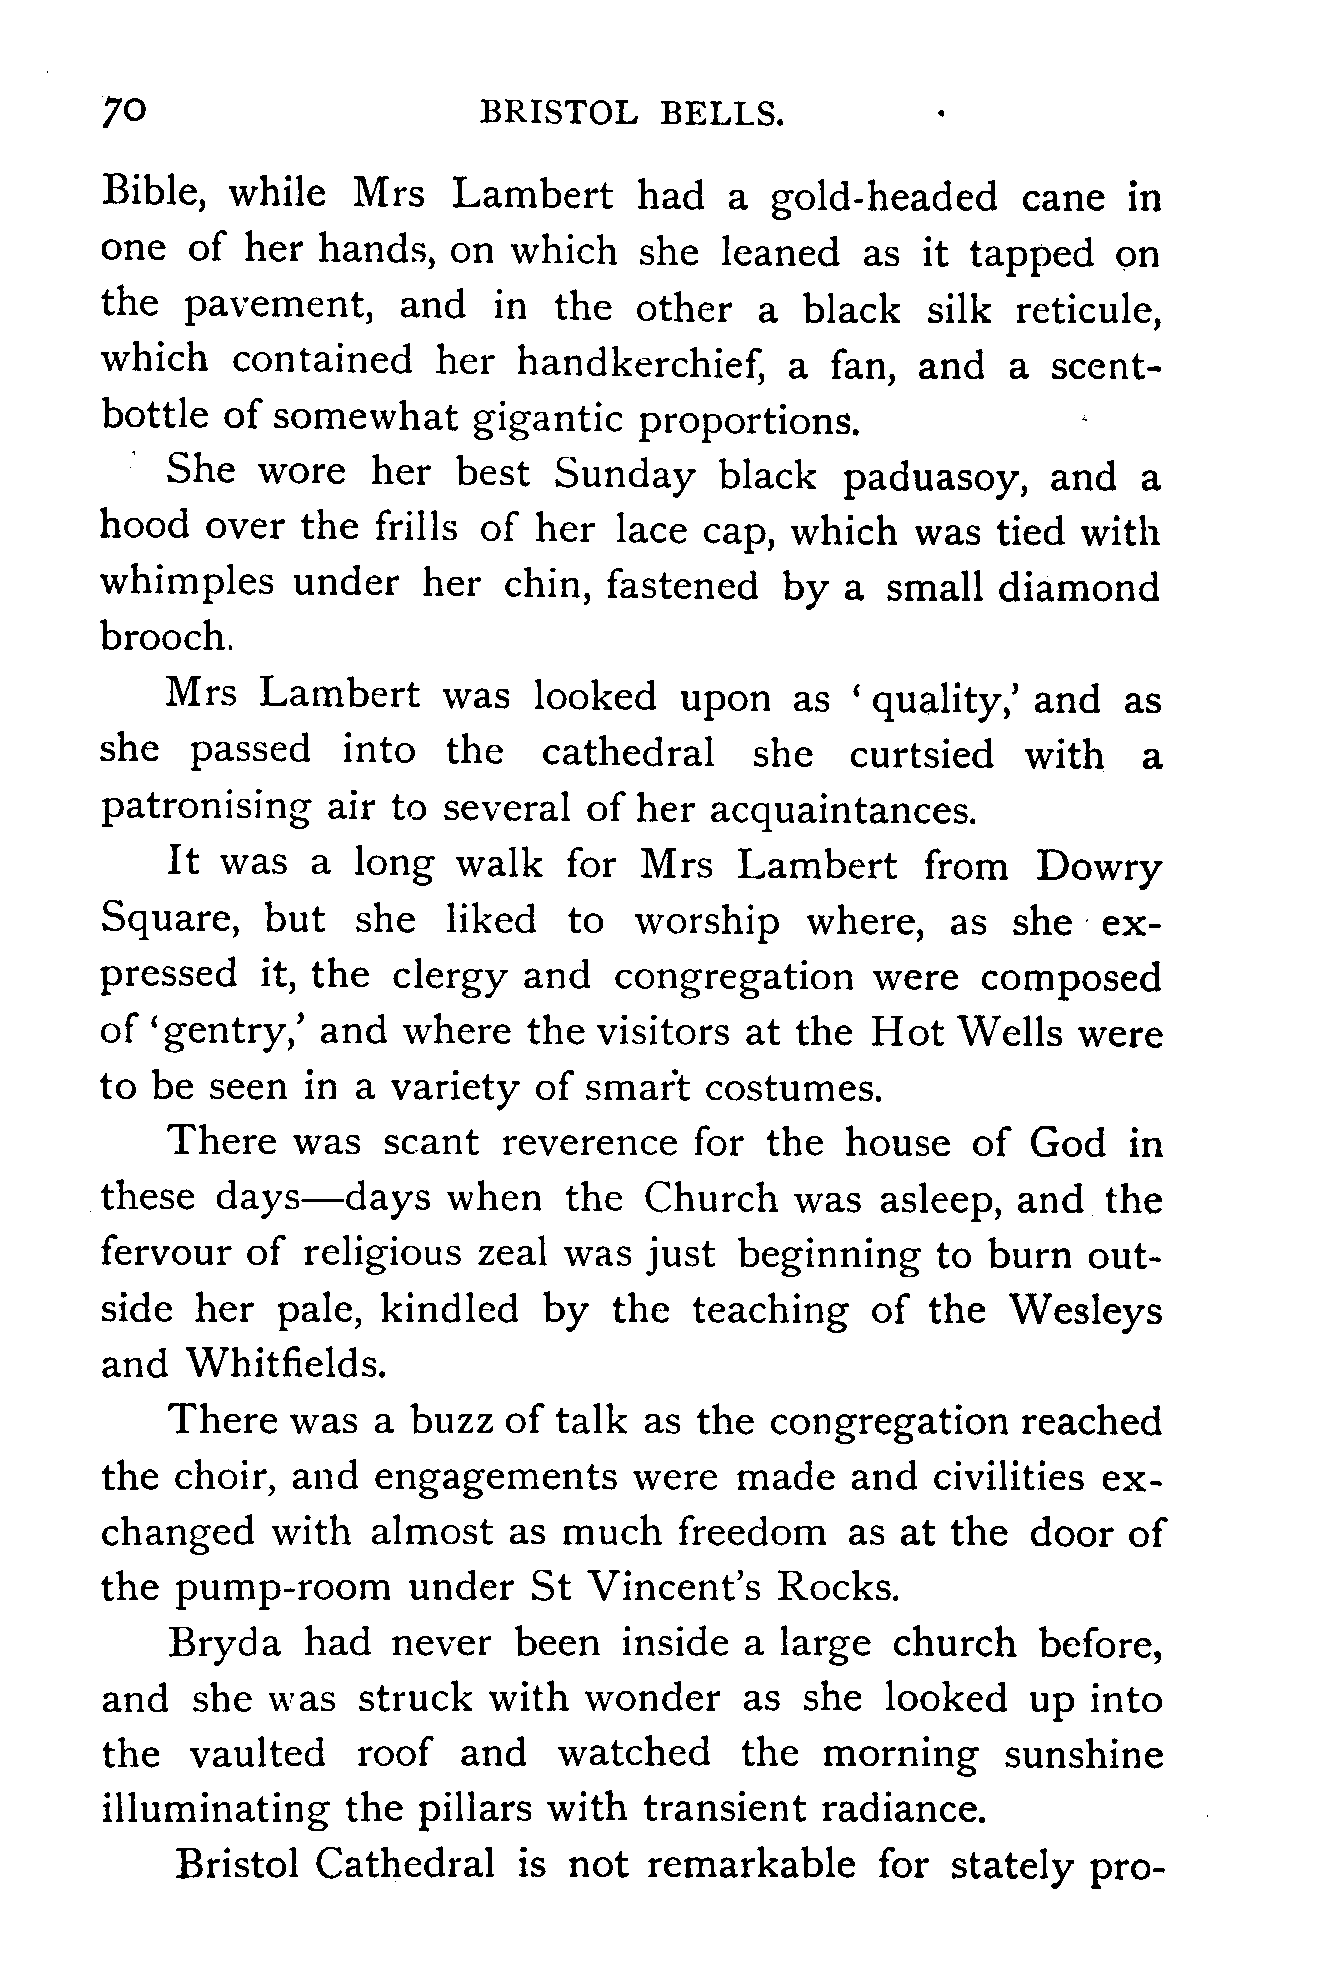 70 BRISTOL BELLS.
Bible, while Mrs Lambert had a gold-headed cane in
one of her hands, on which she leaned as it tapped on
the pavement, and in the other a black silk reticule,
which contained her handkerchief, a fan, and a scent-
bottle of somewhat gigantic proportions.
She wore her best Sunday black paduasoy, and a
hood over the frills of her lace cap, which was tied with
whimples under her chin, fastened by a small diamond
brooch.
Mrs Lambert was looked upon as ‘ quality,’ and as
she passed into the cathedral she curtsied with a
patronising air to several of her acquaintances.
It was a long walk for Mrs Lambert from Dowry
Square, but she liked to worship where, as she ex-
pressed it, the clergy and congregation were composed
of ‘gentry,’ and where the visitors at the Hot Wells were
to be seen in a variety of smart costumes.
There was scant reverence for the house of God in
these days—days when the Church was asleep, and the
fervour of religious zeal was just beginning to burn out-
side her pale, kindled by the teaching of the Wesleys
and Whitfields.
There was a buzz of talk as the congregation reached
the choir, and engagements were made and civilities ex-
changed with almost as much freedom as at the door of
the pump-room under St Vincent’s Rocks.
Bryda had never been inside a large church before,
and she was struck with wonder as she looked up into
the vaulted roof and watched the morning sunshine
illuminating the pillars with transient radiance.
Bristol Cathedral is not remarkable for stately pro-